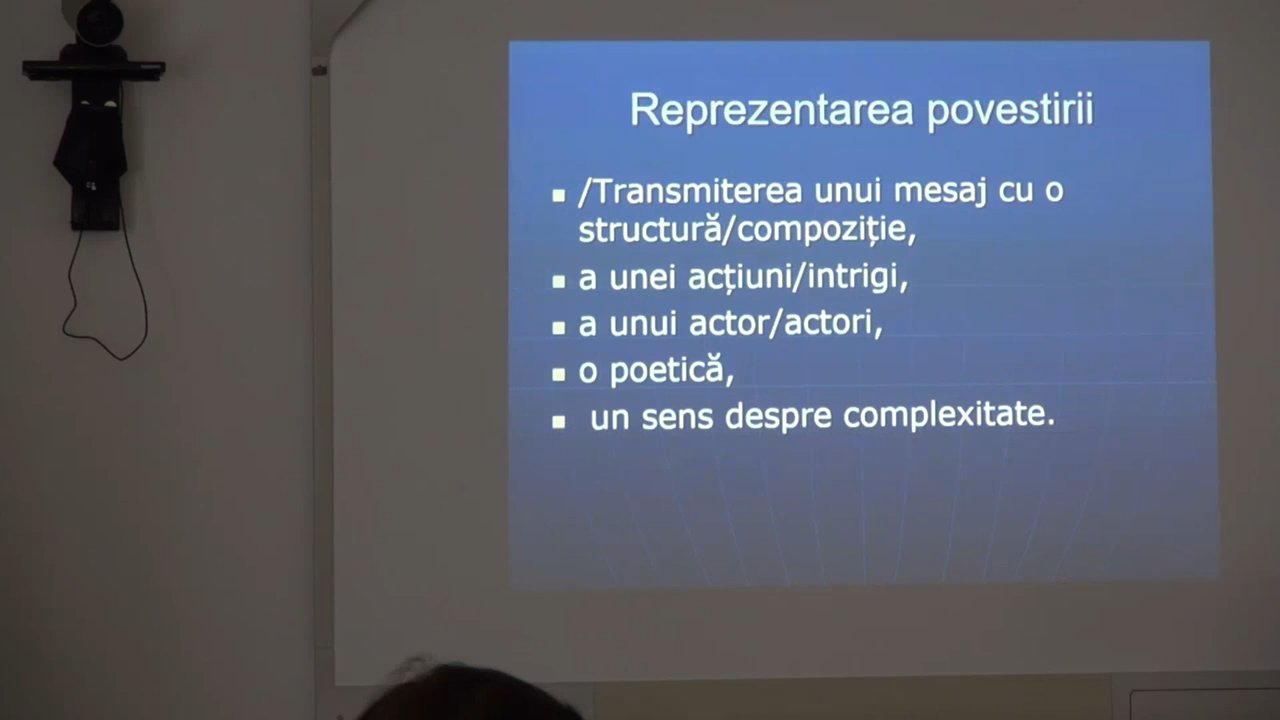 Reprezentarea povestirii
/Transmiterea unui mesaj cu o
structură/compoziție,
a unei acțiuni/intrigi,
a unui actor/actori,
o poetică,
un sens despre complexitate.